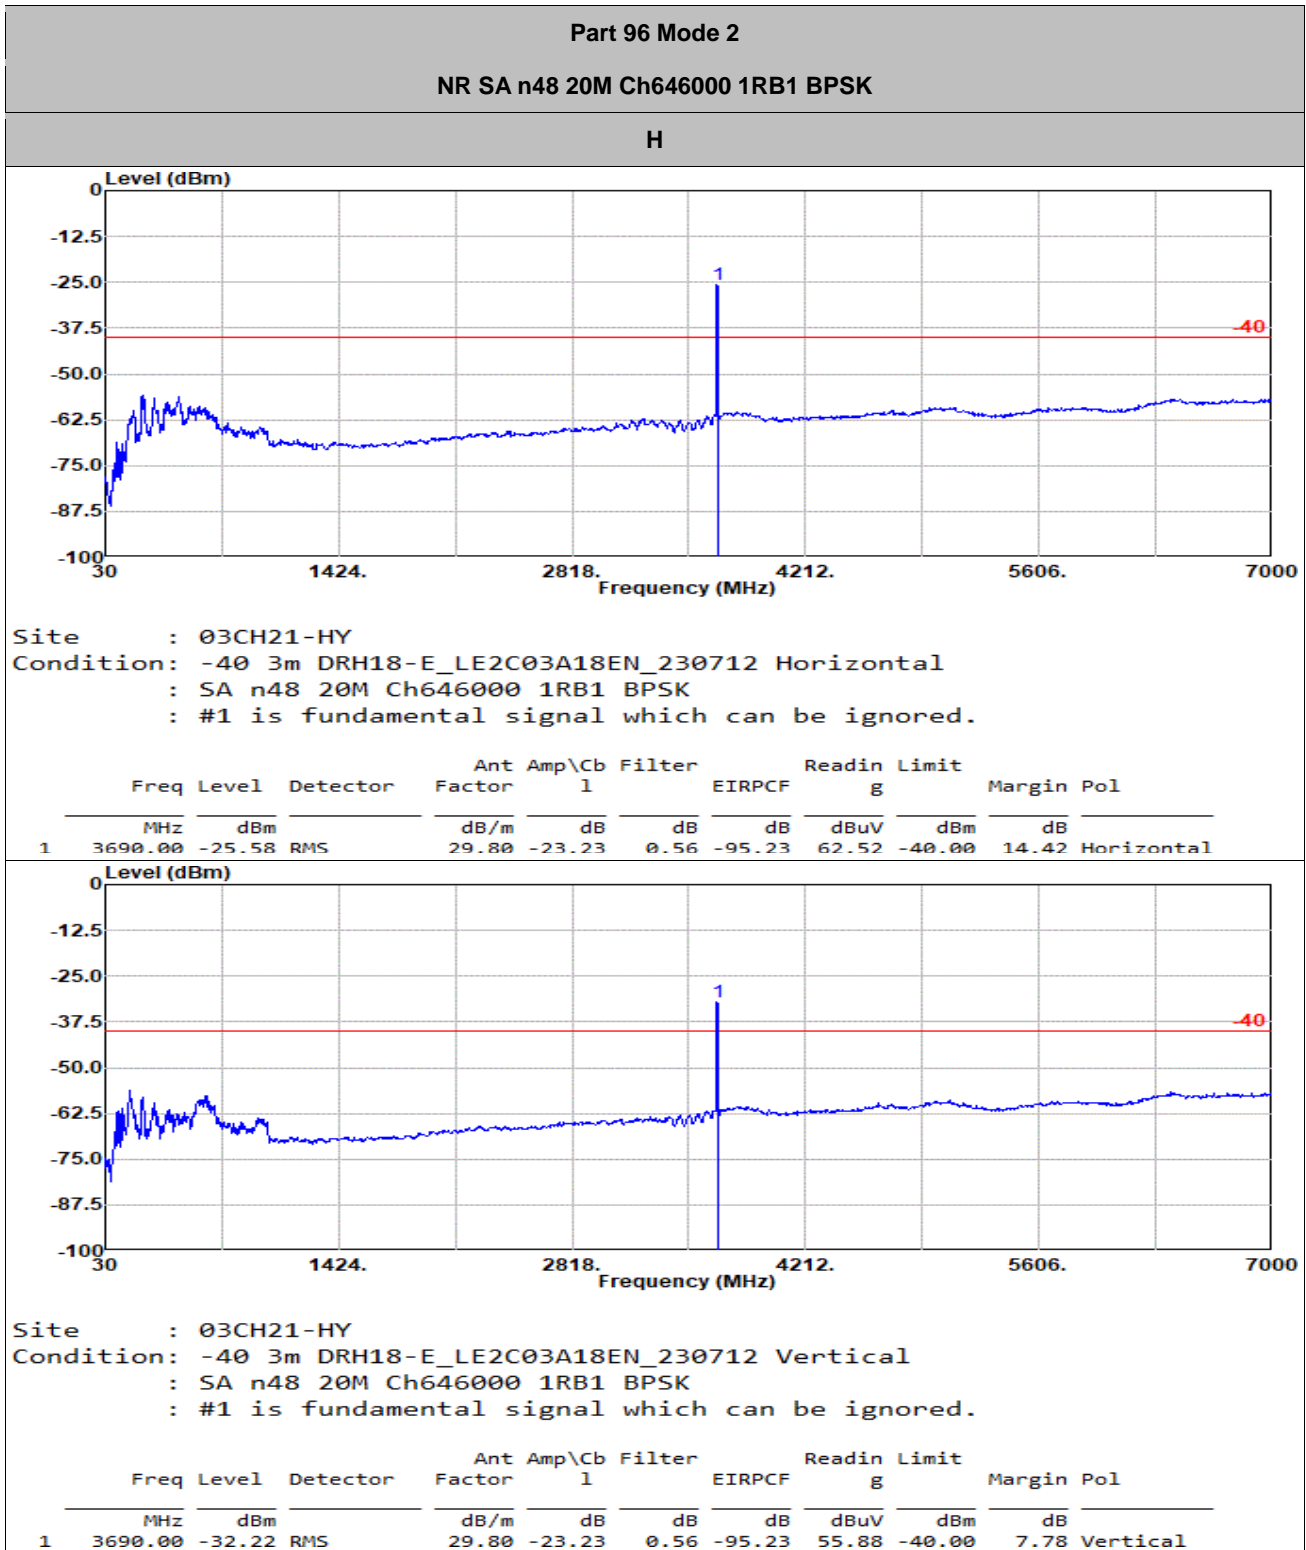 Part 96 Mode 2
NR SA n48 20M Ch646000 1RB1 BPSK
H
Level (dBm)
0
-12.5
1
-25.0
-37.5
-40
-50.0
-62.5
-75.0
-87.5
-100
30 1424. 2818. 4212. 5606. 7000
Frequency (MHz)
Site : 03CH21-HY
Condition: -40 3m DRH18-E_LE2C03A18EN_230712 Horizontal
: SA n48 20M Ch646000 1RB1 BPSK
: #1 is fundamental signal which can be ignored.
Ant Amp\Cb Filter Readin Limit
Freq Level Detector Factor l EIRPCF g Margin Pol
MHz dBm dB/m dB dB dB dBuV dBm dB
1 3690.00 -25.58 RMS 29.80 -23.23 0.56 -95.23 62.52 -40.00 14.42 Horizontal
Level (dBm)
0
-12.5
-25.0
1
-37.5
-40
-50.0
-62.5
-75.0
-87.5
-100
30 1424. 2818. 4212. 5606. 7000
Frequency (MHz)
Site : 03CH21-HY
Condition: -40 3m DRH18-E_LE2C03A18EN_230712 Vertical
: SA n48 20M Ch646000 1RB1 BPSK
: #1 is fundamental signal which can be ignored.
Ant Amp\Cb Filter Readin Limit
Freq Level Detector Factor l EIRPCF g Margin Pol
MHz dBm dB/m dB dB dB dBuV dBm dB
1 3690.00 -32.22 RMS 29.80 -23.23 0.56 -95.23 55.88 -40.00 7.78 Vertical